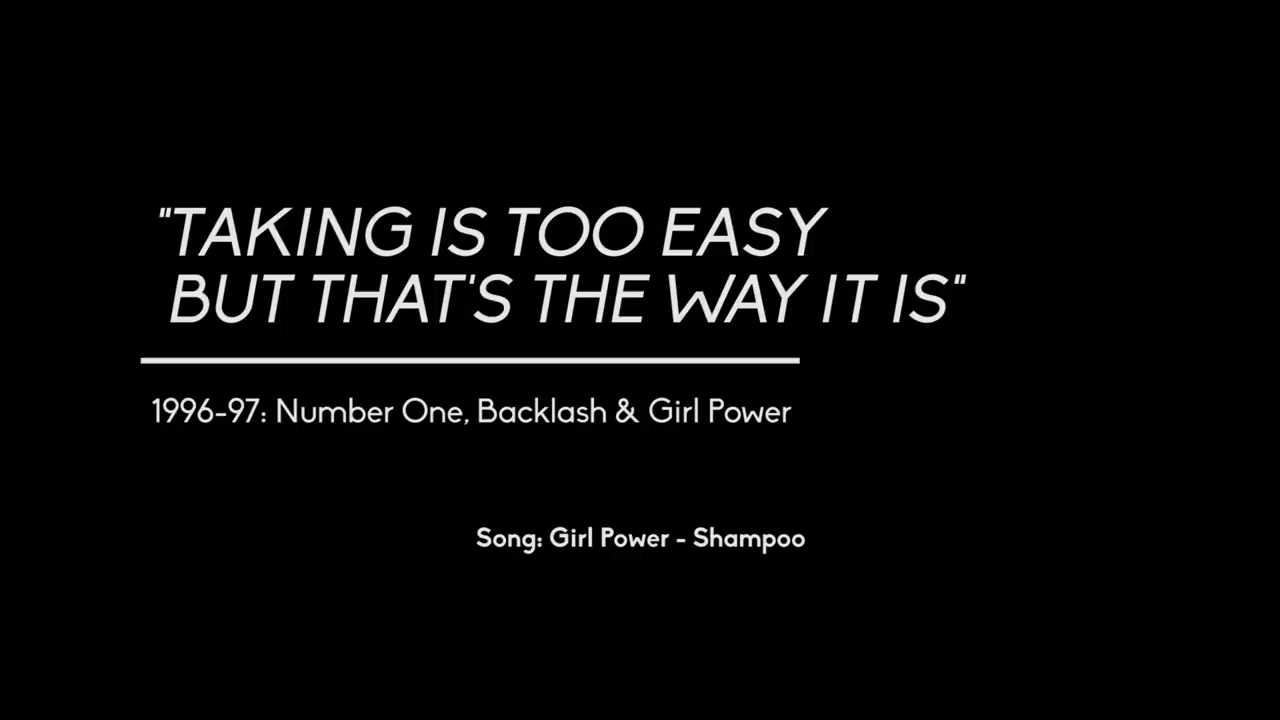 "TAKING IS TOO EASY
BUT THAT'S THE WAY IT IS"
1996-97: Number One, Backlash & Girl Power
Song: Girl Power - Shampoo